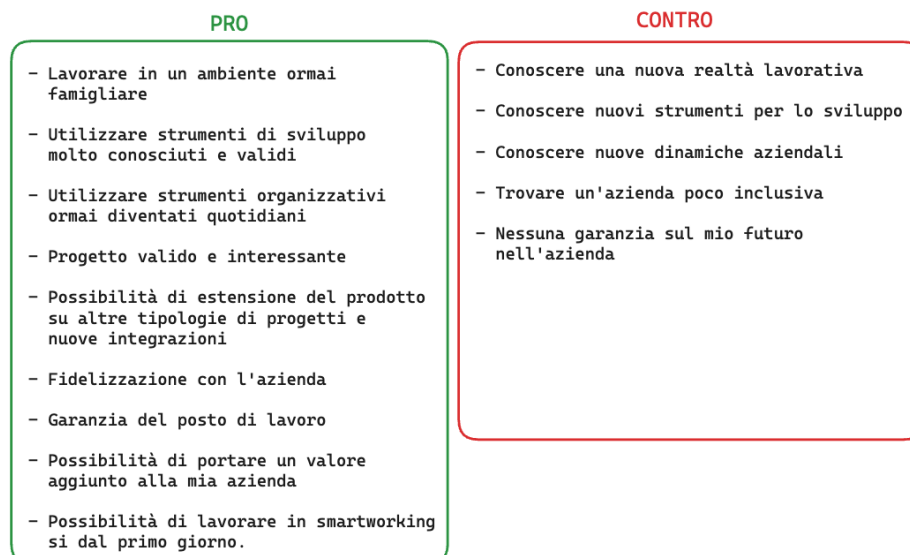 PRO
- Lavorare in un ambiente ormai
famigliare
- Utilizzare strumenti di sviluppo
molto conosciuti e validi
- Utilizzare strumenti organizzativi
ormai diventati quotidiani
- Progetto valido e interessante
- Possibilità di estensione del prodotto
su altre tipologie di progetti e
nuove integrazioni
- Fidelizzazione con l'azienda
- Garanzia del posto di lavoro
- Possibilità di portare un valore
aggiunto alla mia azienda
- Possibilità di lavorare in smartworking
si dal primo giorno.
CONTRO
- Conoscere una nuova realtà lavorativa
- Conoscere nuovi strumenti per lo sviluppo
- Conoscere nuove dinamiche aziendali
- Trovare un'azienda poco inclusiva
- Nessuna garanzia sul mio futuro
nell'azienda